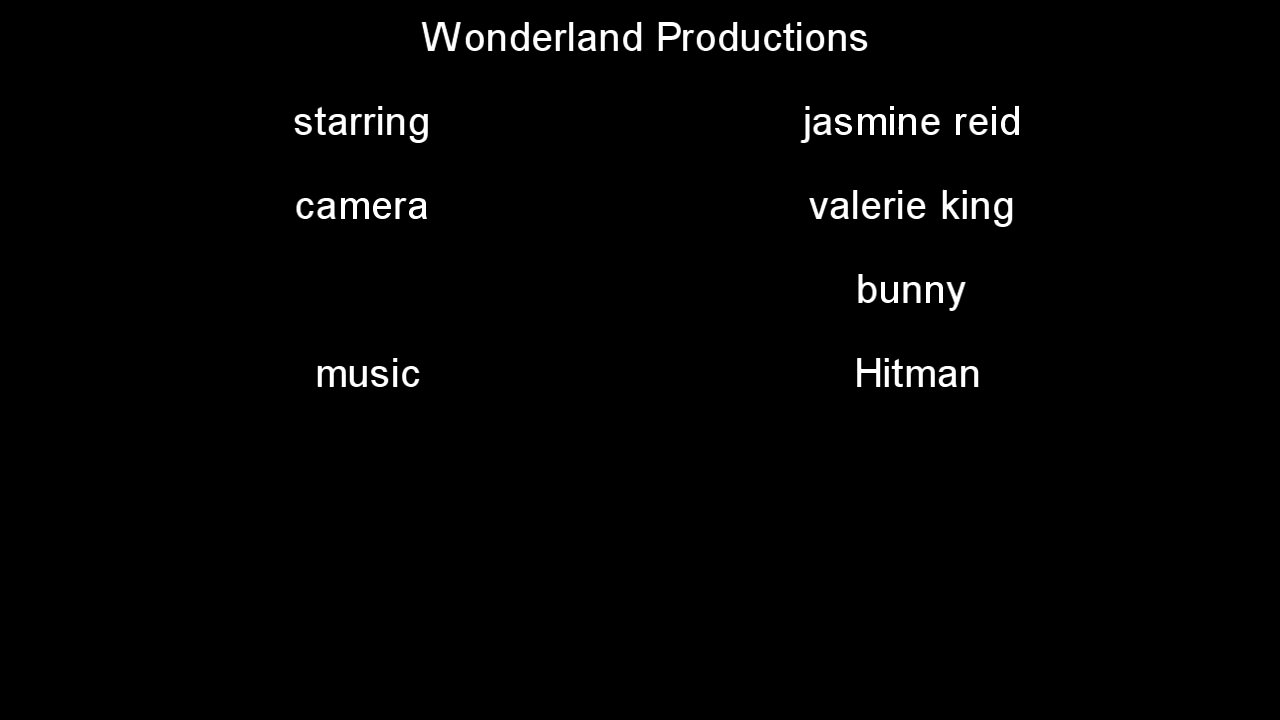 Wonderland Productions
starring jasmine reid
camera valerie king
bunny
music Hitman